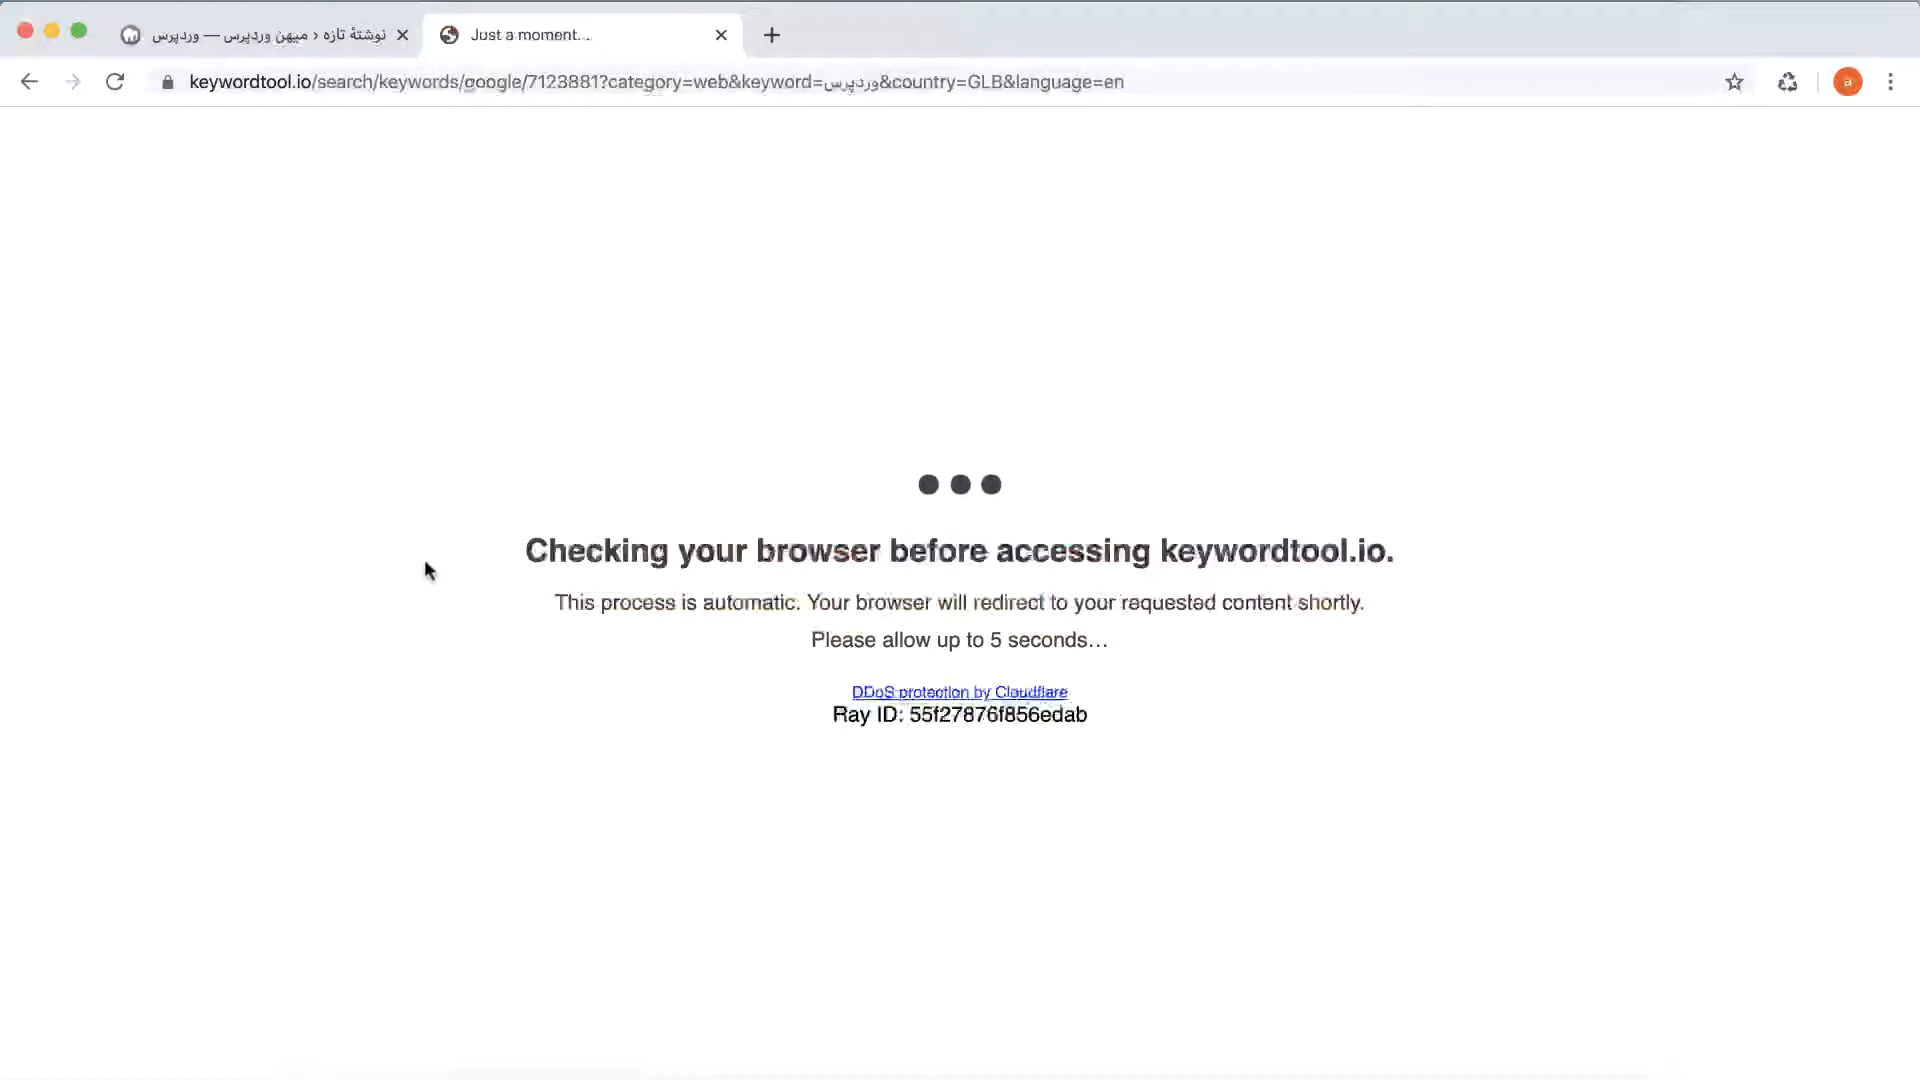 نوشتهٔ تازه ‹ میهن وردپرس — وردپرس
Just a moment...
keywordtool.io/search/keywords/google/7123881?category=web&keyword=وردپرس&country=GLB&language=en
a
Checking your browser before accessing keywordtool.io.
This process is automatic. Your browser will redirect to your requested content shortly.
Please allow up to 5 seconds…
DDoS protection by Cloudflare
Ray ID: 55f27876f856edab